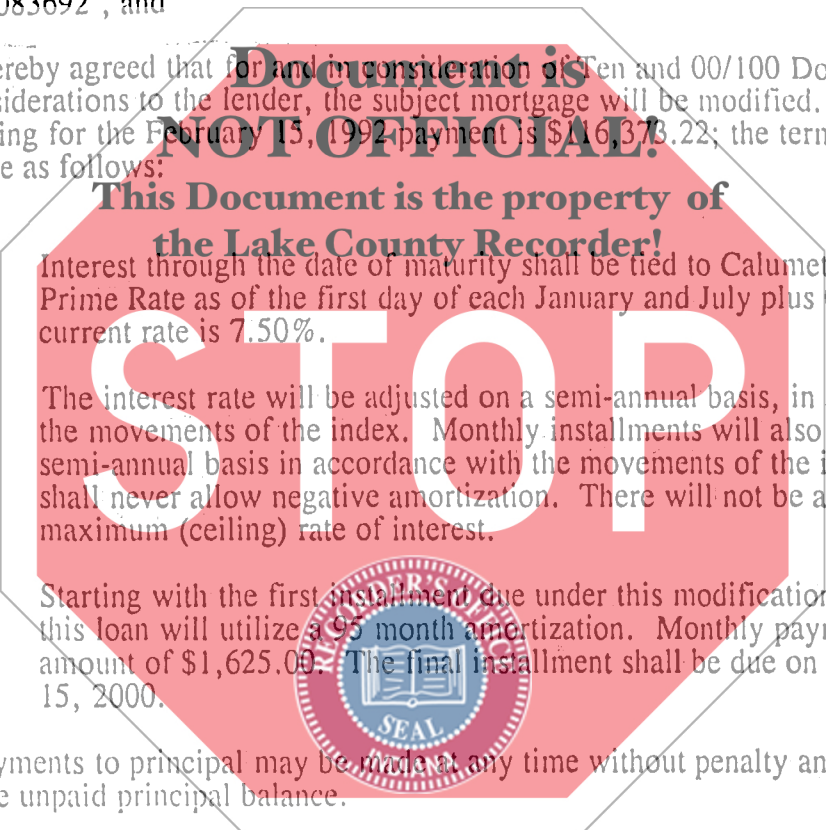 083692 , and
ereby agreed that for and in consideration of Ten and 00/100 Do
siderations to the lender, the subject mortgage will be modified.
ing for the February 15, 1992 payment is $116,373.22; the term
e as follows:
Document is
NOT OFFICIAL!
This Document is the property of
the Lake County Recorder!
Interest through the date of maturity shall be tied to Calumet
Prime Rate as of the first day of each January and July plus
current rate is 7.50%.
STOP
The interest rate will be adjusted on a semi-annual basis, in
the movements of the index. Monthly installments will also
semi-annual basis in accordance with the movements of the i
shall never allow negative amortization. There will not be a
maximum (ceiling) rate of interest.
Starting with the first installment due under this modification
this loan will utilize a 95 month amortization. Monthly payn
amount of $1,625.00. The final installment shall be due on
15, 2000.
RECORDER'S OFFIC
SEAL
INDIANA
yments to principal may be made at any time without penalty an
e unpaid principal balance.